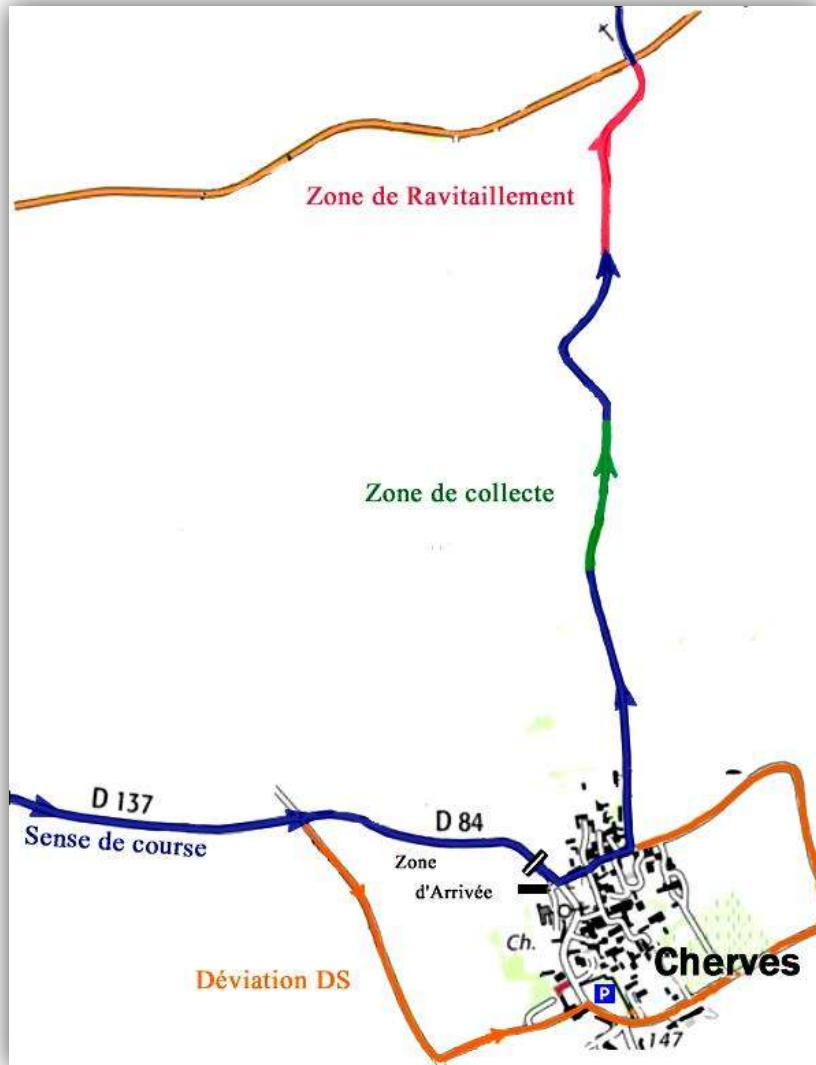 Zone de Ravitaillement
Zone de collecte
D 137
D 84
Sense de course
Zone
d'Arrivée
Ch.
Cherves
Déviation DS
P
147